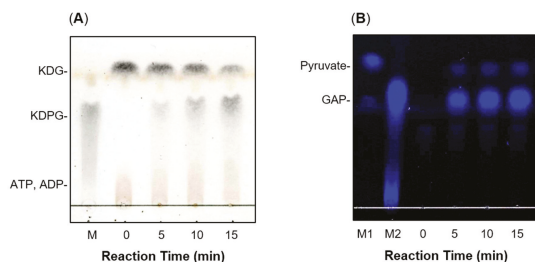 (A)
KDG-
KDPG-
ATP, ADP-
M 0 5 10 15
Reaction Time (min)
(B)
Pyruvate-
GAP-
M1 M2 0 5 10 15
Reaction Time (min)